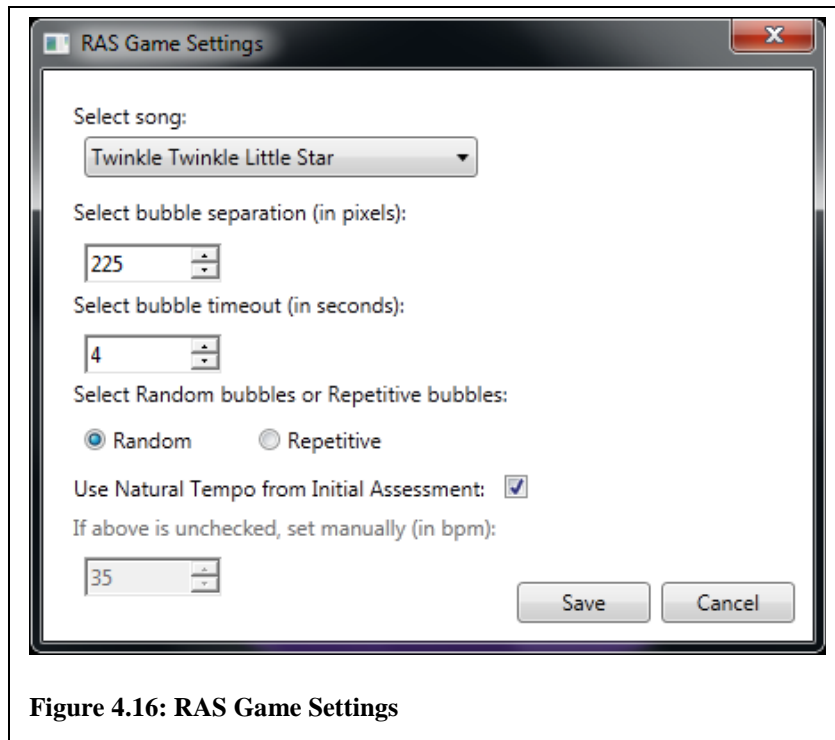 RAS Game Settings
Select song:
Twinkle Twinkle Little Star
Select bubble separation (in pixels):
225
Select bubble timeout (in seconds):
4
Select Random bubbles or Repetitive bubbles:
Random Repetitive
Use Natural Tempo from Initial Assessment:
If above is unchecked, set manually (in bpm):
35
Save Cancel
Figure 4.16: RAS Game Settings